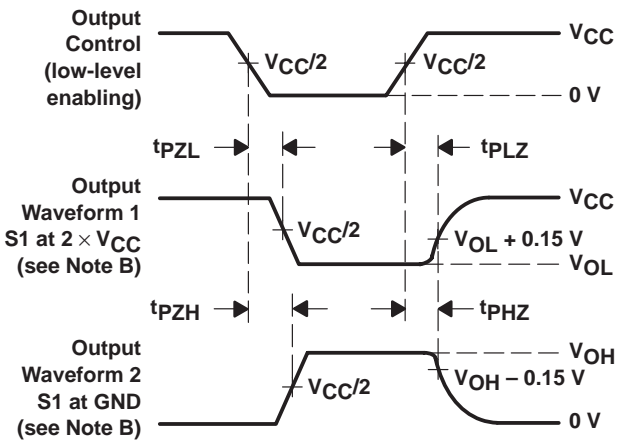 Output
Control
(low-level
enabling)
VCC/2
VCC/2
VCC
0 V
tPZL
tPLZ
Output
Waveform 1
S1 at 2 × VCC
(see Note B)
VCC/2
VCC
VOL + 0.15 V
VOL
tPZH
tPHZ
Output
Waveform 2
S1 at GND
(see Note B)
VCC/2
VOH
VOH – 0.15 V
0 V